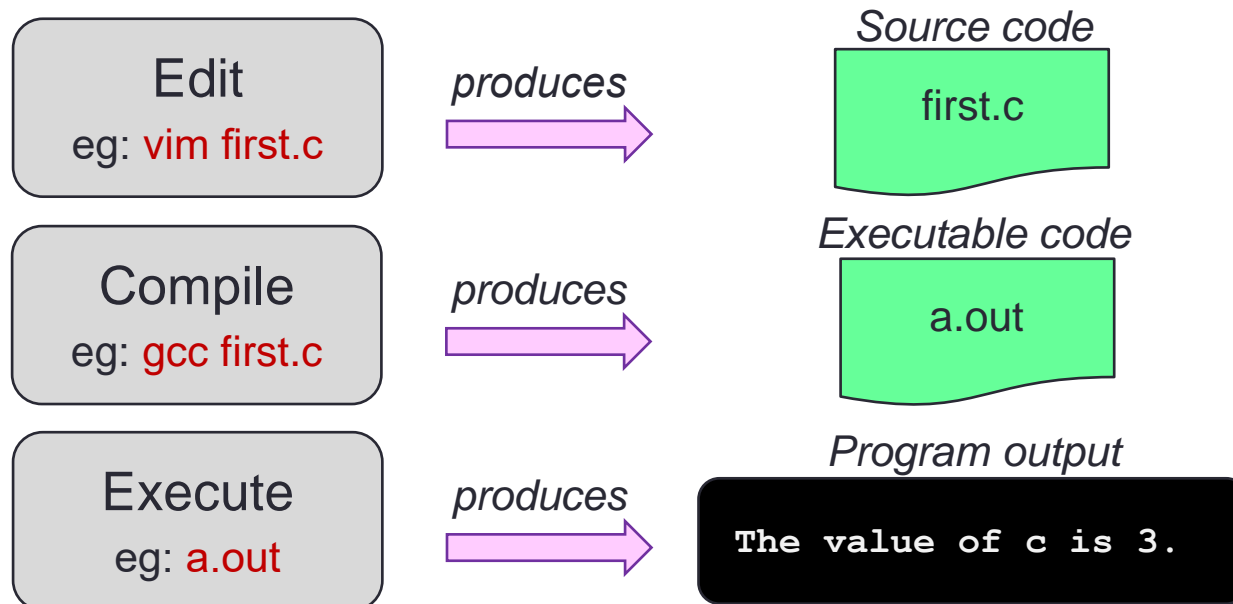 Edit
eg: vim first.c
produces
Source code
first.c
Compile
eg: gcc first.c
produces
Executable code
a.out
Execute
eg: a.out
produces
Program output
The value of c is 3.